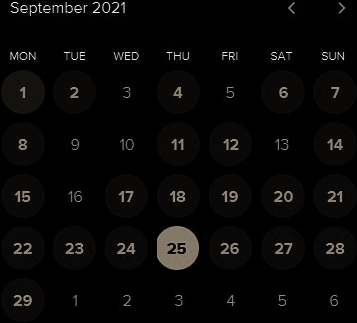 September 2021
MON TUE WED THU FRI SAT SUN
1 2 3 4 5 6 7
8 9 10 11 12 13 14
15 16 17 18 19 20 21
22 23 24 25 26 27 28
29 1 2 3 4 5 6